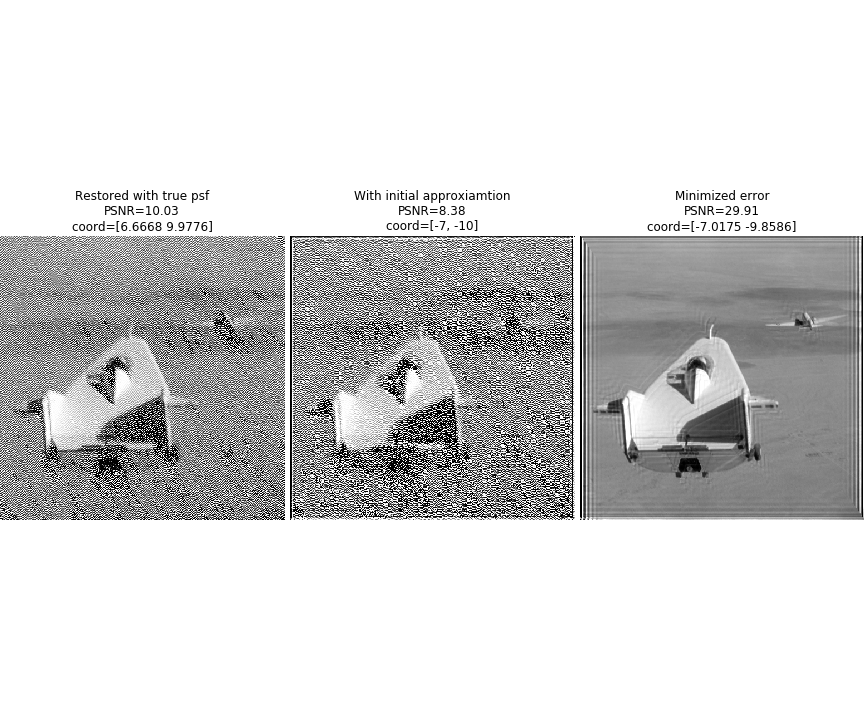 Restored with true psf
PSNR=10.03
coord=[6.6668 9.9776]
With initial approxiamtion
PSNR=8.38
coord=[-7, -10]
Minimized error
PSNR=29.91
coord=[-7.0175 -9.8586]